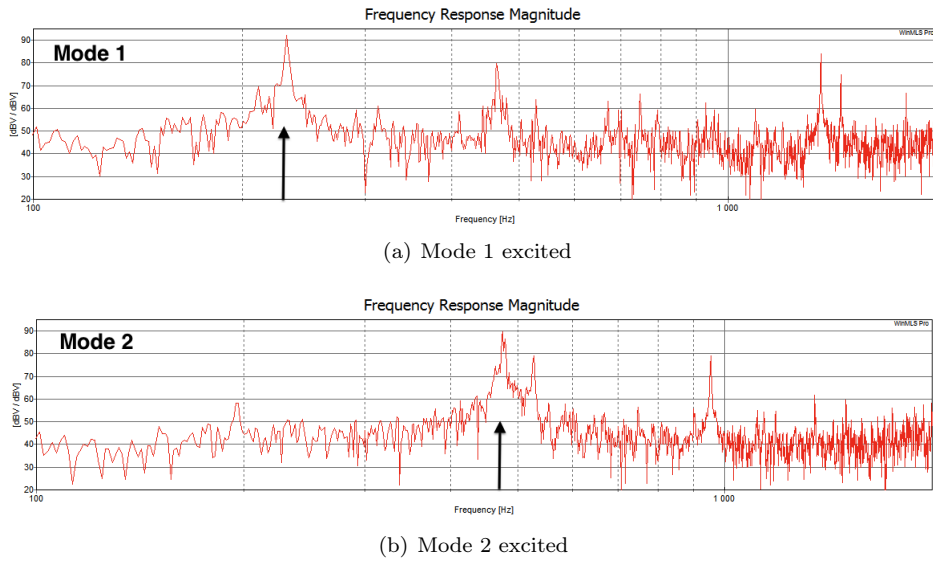 Frequency Response Magnitude
WinMLS Pro
Mode 1
[dBV / dBV]
90
80
70
60
50
40
30
20
100
1 000
Frequency [Hz]
(a) Mode 1 excited
Frequency Response Magnitude
WinMLS Pro
Mode 2
[dBV / dBV]
90
80
70
60
50
40
30
20
100
1 000
Frequency [Hz]
(b) Mode 2 excited